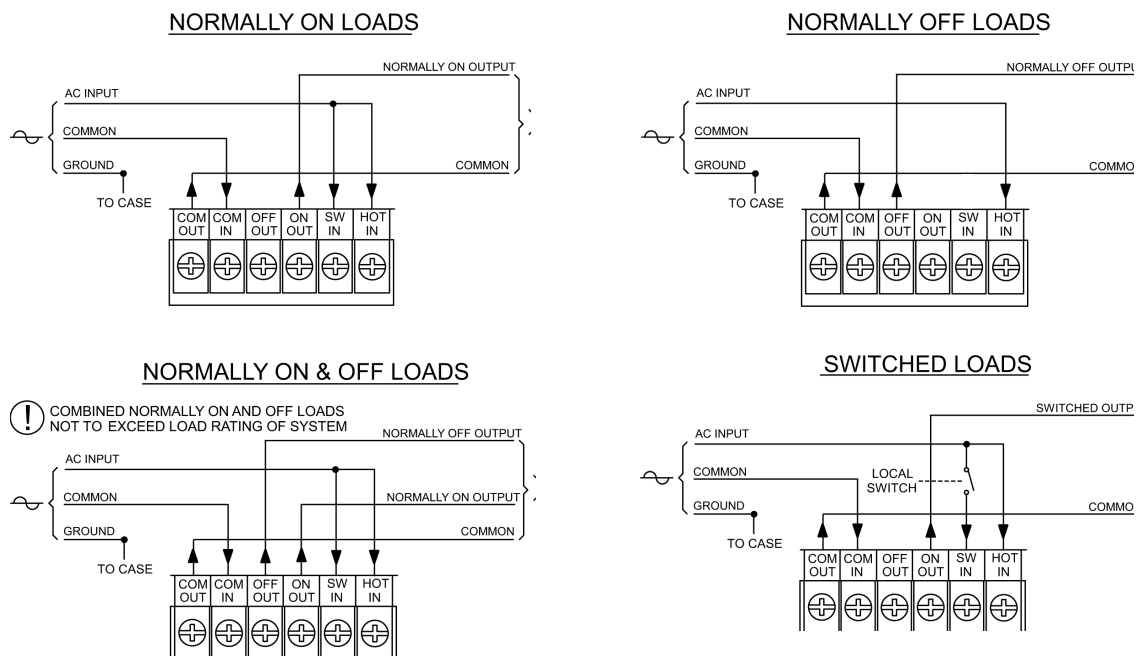 NORMALLY ON LOADS
NORMALLY ON OUTPUT
AC INPUT
COMMON
GROUND
COMMON
TO CASE
COM OUT
COM IN
OFF OUT
ON OUT
SW IN
HOT IN
NORMALLY OFF LOADS
NORMALLY OFF OUTPU
AC INPUT
COMMON
GROUND
COMMO
TO CASE
COM OUT
COM IN
OFF OUT
ON OUT
SW IN
HOT IN
NORMALLY ON & OFF LOADS
! COMBINED NORMALLY ON AND OFF LOADS
NOT TO EXCEED LOAD RATING OF SYSTEM
NORMALLY OFF OUTPUT
AC INPUT
COMMON
NORMALLY ON OUTPUT
GROUND
COMMON
TO CASE
COM OUT
COM IN
OFF OUT
ON OUT
SW IN
HOT IN
SWITCHED LOADS
SWITCHED OUTP
AC INPUT
COMMON
LOCAL
SWITCH
GROUND
COMMO
TO CASE
COM OUT
COM IN
OFF OUT
ON OUT
SW IN
HOT IN